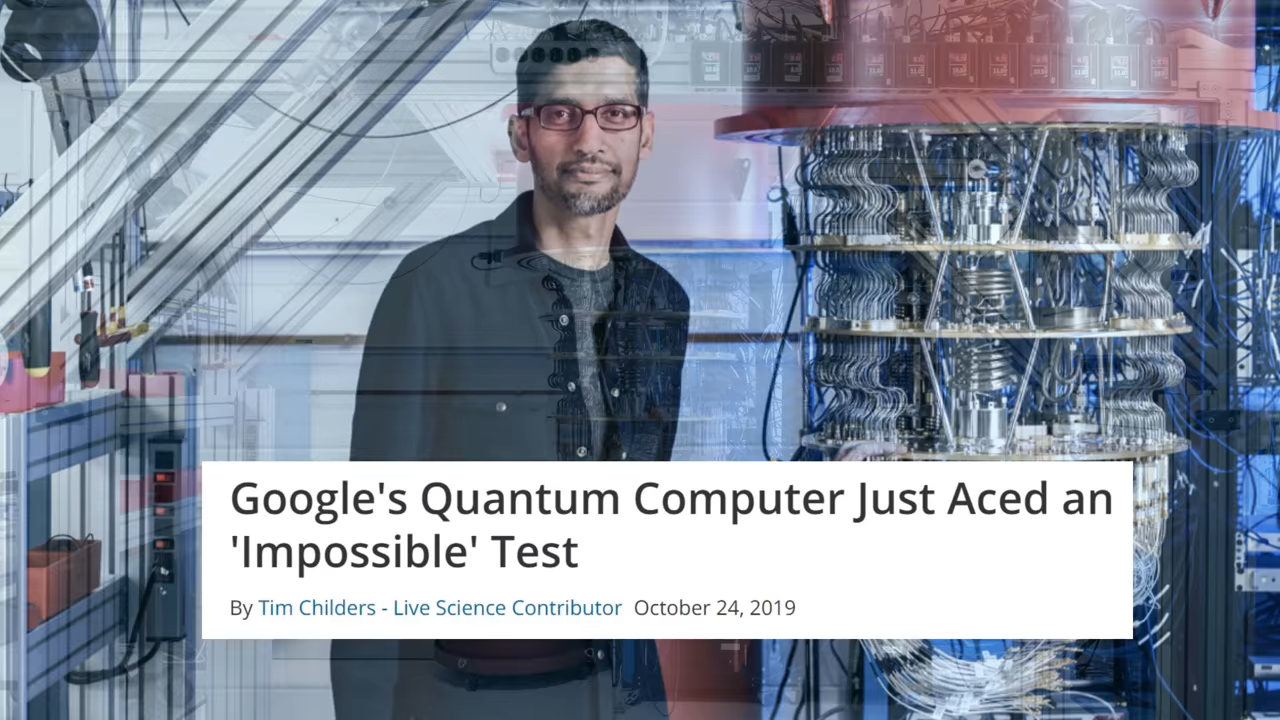 Google's Quantum Computer Just Aced an
'Impossible' Test
By Tim Childers - Live Science Contributor October 24, 2019